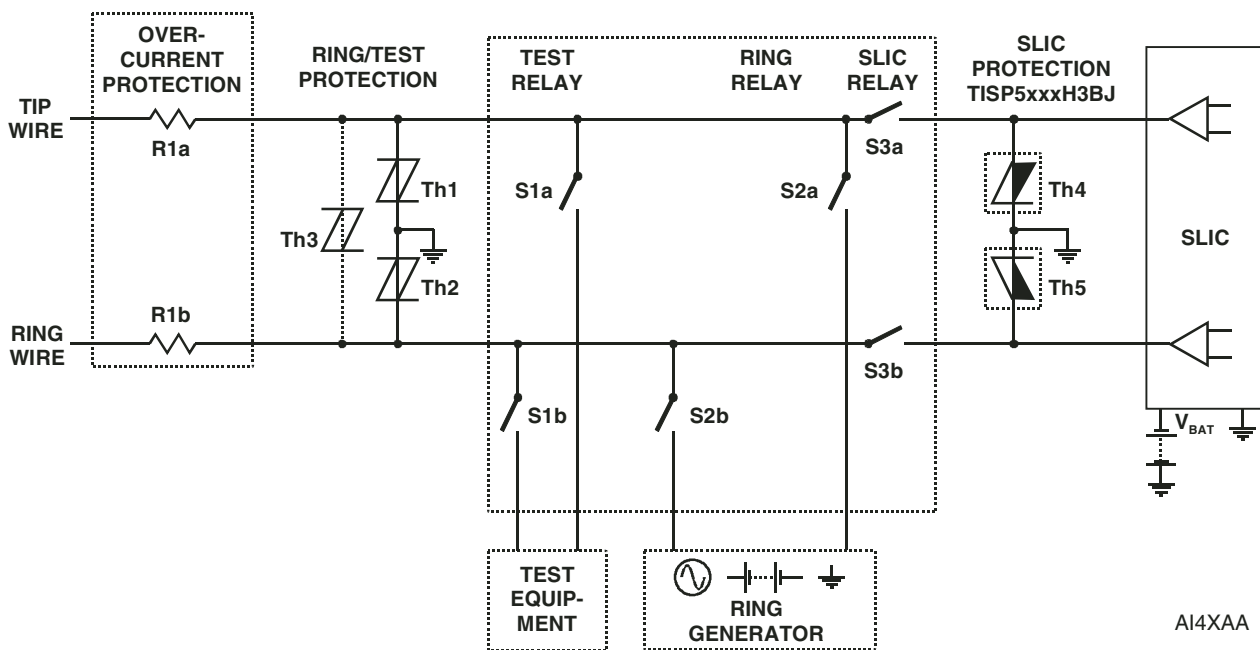 OVER-
CURRENT
PROTECTION
RING/TEST
PROTECTION
TEST
RELAY
RING
RELAY
SLIC
RELAY
SLIC
PROTECTION
TISP5xxxH3BJ
TIP
WIRE
R1a
S3a
Th1
S1a
S2a
Th4
Th3
SLIC
Th2
Th5
R1b
RING
WIRE
S3b
S1b
S2b
VBAT
TEST
EQUIP-
MENT
RING
GENERATOR
AI4XAA